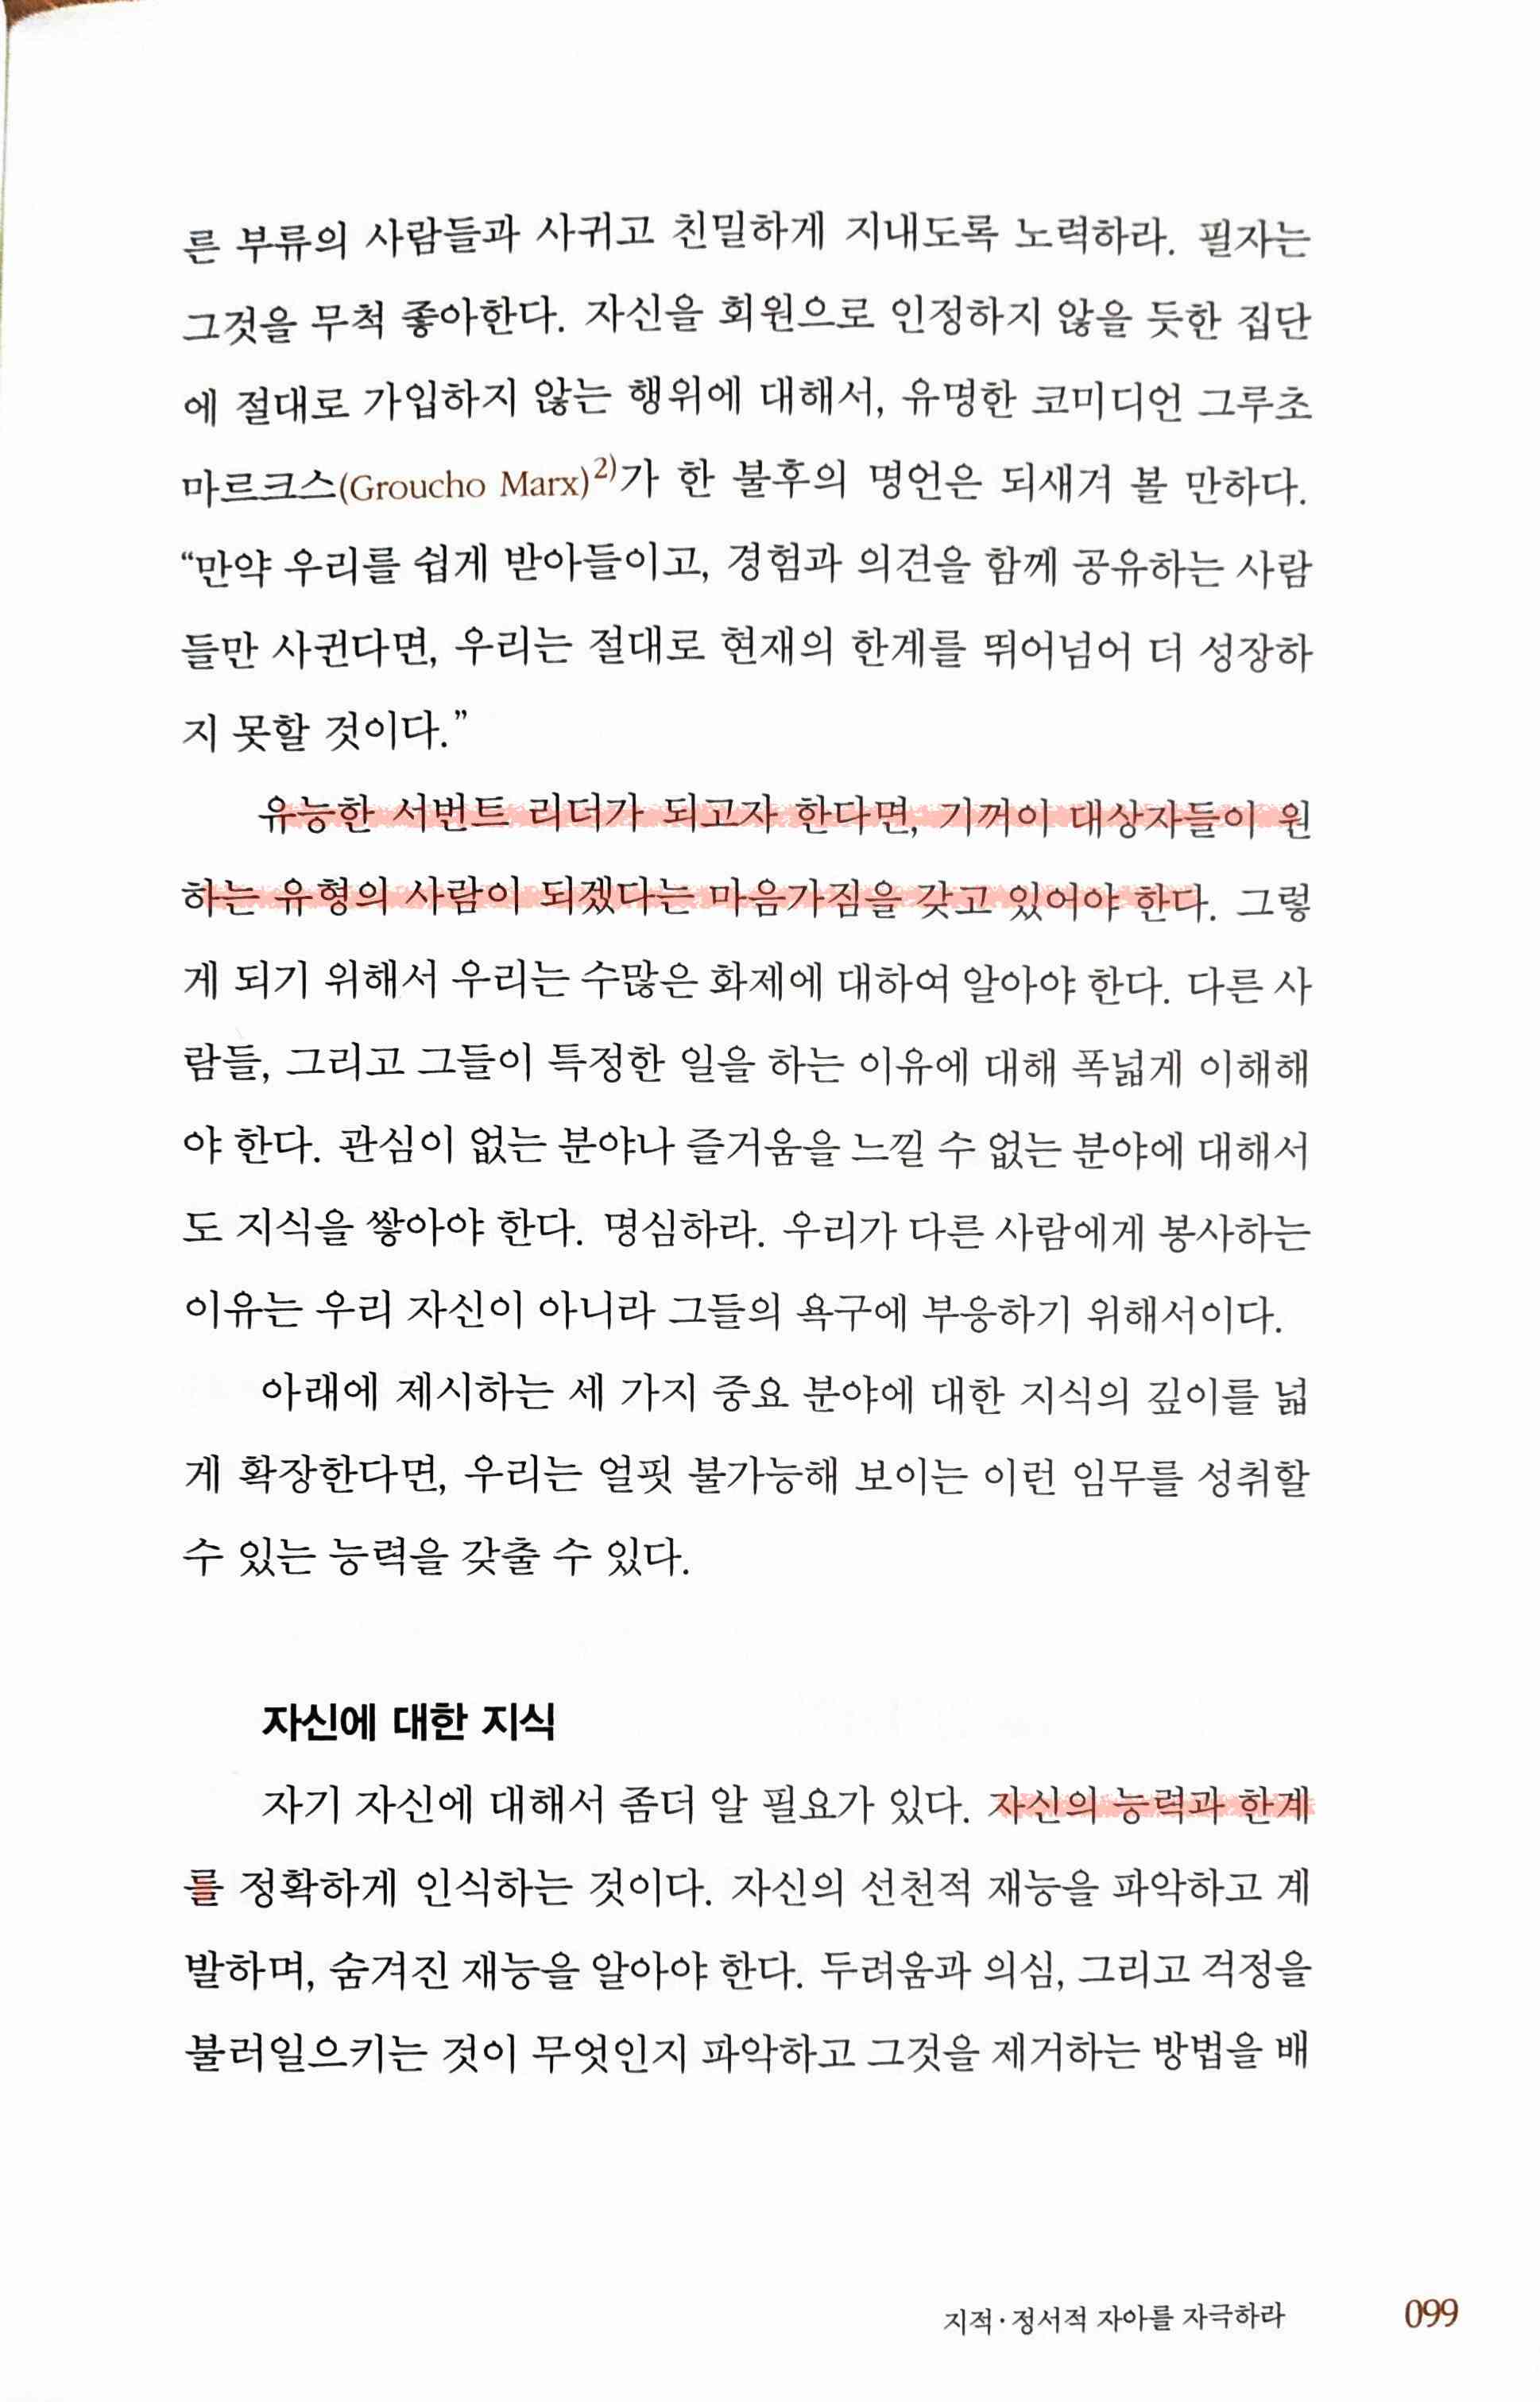 른 부류의 사람들과 사귀고 친밀하게 지내도록 노력하라. 필자는
그것을 무척 좋아한다. 자신을 회원으로 인정하지 않을 듯한 집단
에 절대로 가입하지 않는 행위에 대해서, 유명한 코미디언 그루초
마르크스(Groucho Marx)2)가 한 불후의 명언은 되새겨 볼 만하다.
“만약 우리를 쉽게 받아들이고, 경험과 의견을 함께 공유하는 사람
들만 사귄다면, 우리는 절대로 현재의 한계를 뛰어넘어 더 성장하
지 못할 것이다.”
유능한 서번트 리더가 되고자 한다면, 기꺼이 대상자들이 원
하는 유형의 사람이 되겠다는 마음가짐을 갖고 있어야 한다. 그렇
게 되기 위해서 우리는 수많은 화제에 대하여 알아야 한다. 다른 사
람들, 그리고 그들이 특정한 일을 하는 이유에 대해 폭넓게 이해해
야 한다. 관심이 없는 분야나 즐거움을 느낄 수 없는 분야에 대해서
도 지식을 쌓아야 한다. 명심하라. 우리가 다른 사람에게 봉사하는
이유는 우리 자신이 아니라 그들의 욕구에 부응하기 위해서이다.
아래에 제시하는 세 가지 중요 분야에 대한 지식의 깊이를 넓
게 확장한다면, 우리는 얼핏 불가능해 보이는 이런 임무를 성취할
수 있는 능력을 갖출 수 있다.
자신에 대한 지식
자기 자신에 대해서 좀더 알 필요가 있다. 자신의 능력과 한계
를 정확하게 인식하는 것이다. 자신의 선천적 재능을 파악하고 계
발하며, 숨겨진 재능을 알아야 한다. 두려움과 의심, 그리고 걱정을
불러일으키는 것이 무엇인지 파악하고 그것을 제거하는 방법을 배
지적·정서적 자아를 자극하라 099